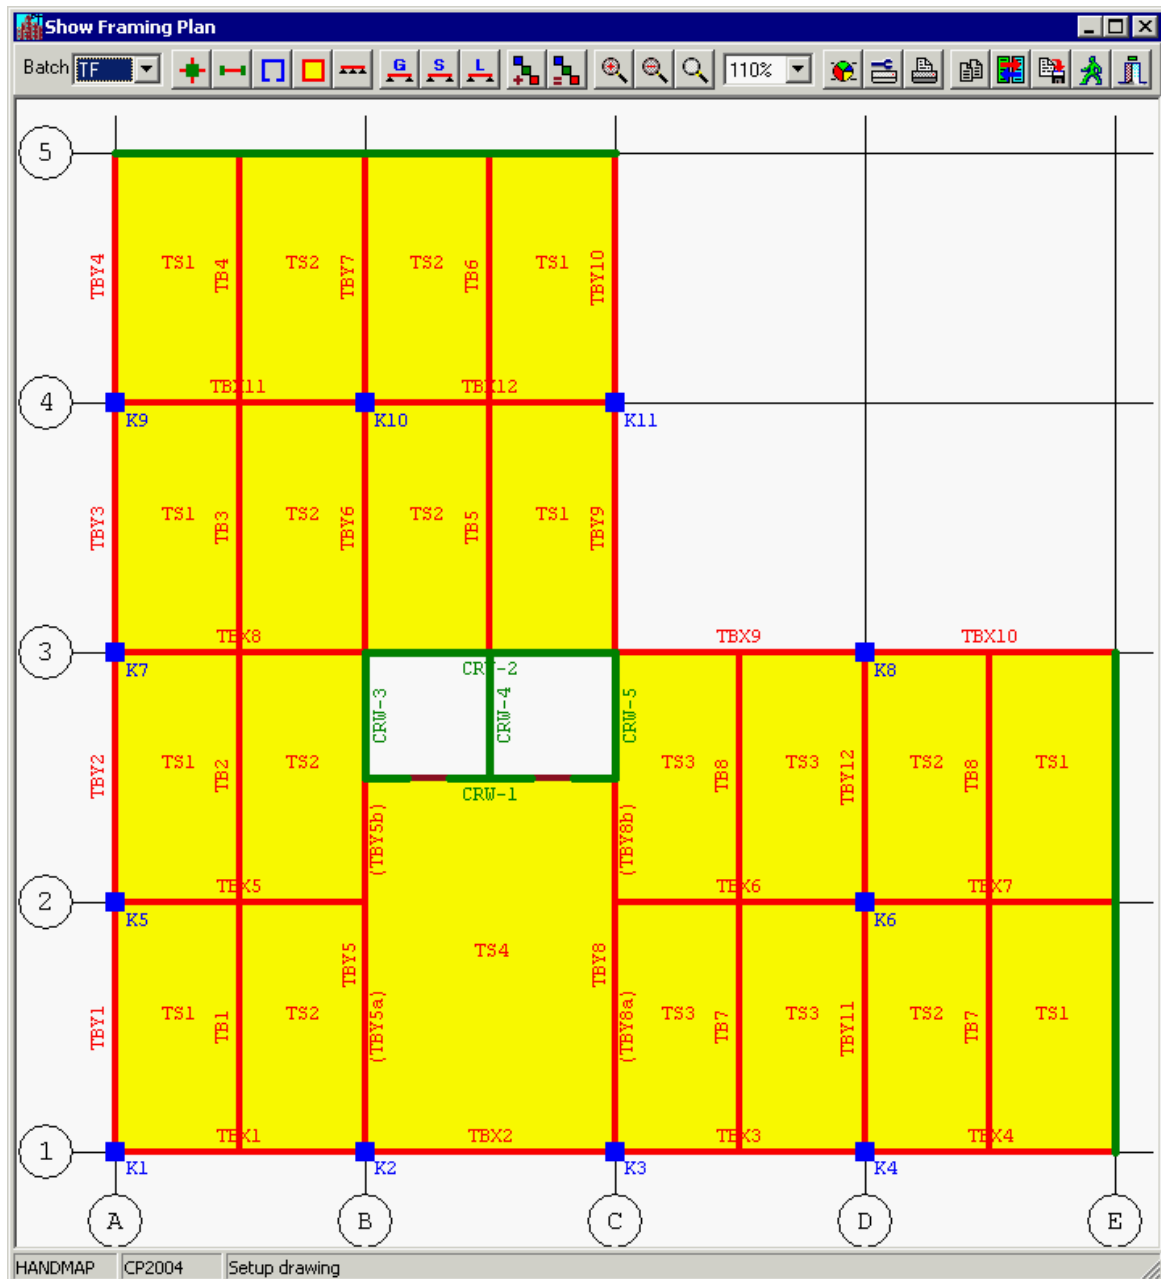 Show Framing Plan
Batch TF G S L 110%
5
TBY4 TS1 TB4 TS2 TBY7 TS2 TB6 TS1 TBY10
TBX11 TBX12
4
K9 K10 K11
TBY3 TS1 TB3 TS2 TBY6 TS2 TB5 TS1 TBY9
TBX8 TBX9 TBX10
3
K7 K8
CRW-2
CRW-3 CRW-4 CRW-5
TBY2 TS1 TB2 TS2 TS3 TB8 TS3 TBY12 TS2 TB8 TS1
CRW-1
(TBY5b) (TBY8b)
TBX5 TBX6 TBX7
2
K5 K6
TBY5 TS4 TBY8
TBY1 TS1 TB1 TS2 (TBY5a) (TBY8a) TS3 TB7 TS3 TBY11 TS2 TB7 TS1
TBX1 TBX2 TBX3 TBX4
1
K1 K2 K3 K4
A B C D E
HANDMAP CP2004 Setup drawing